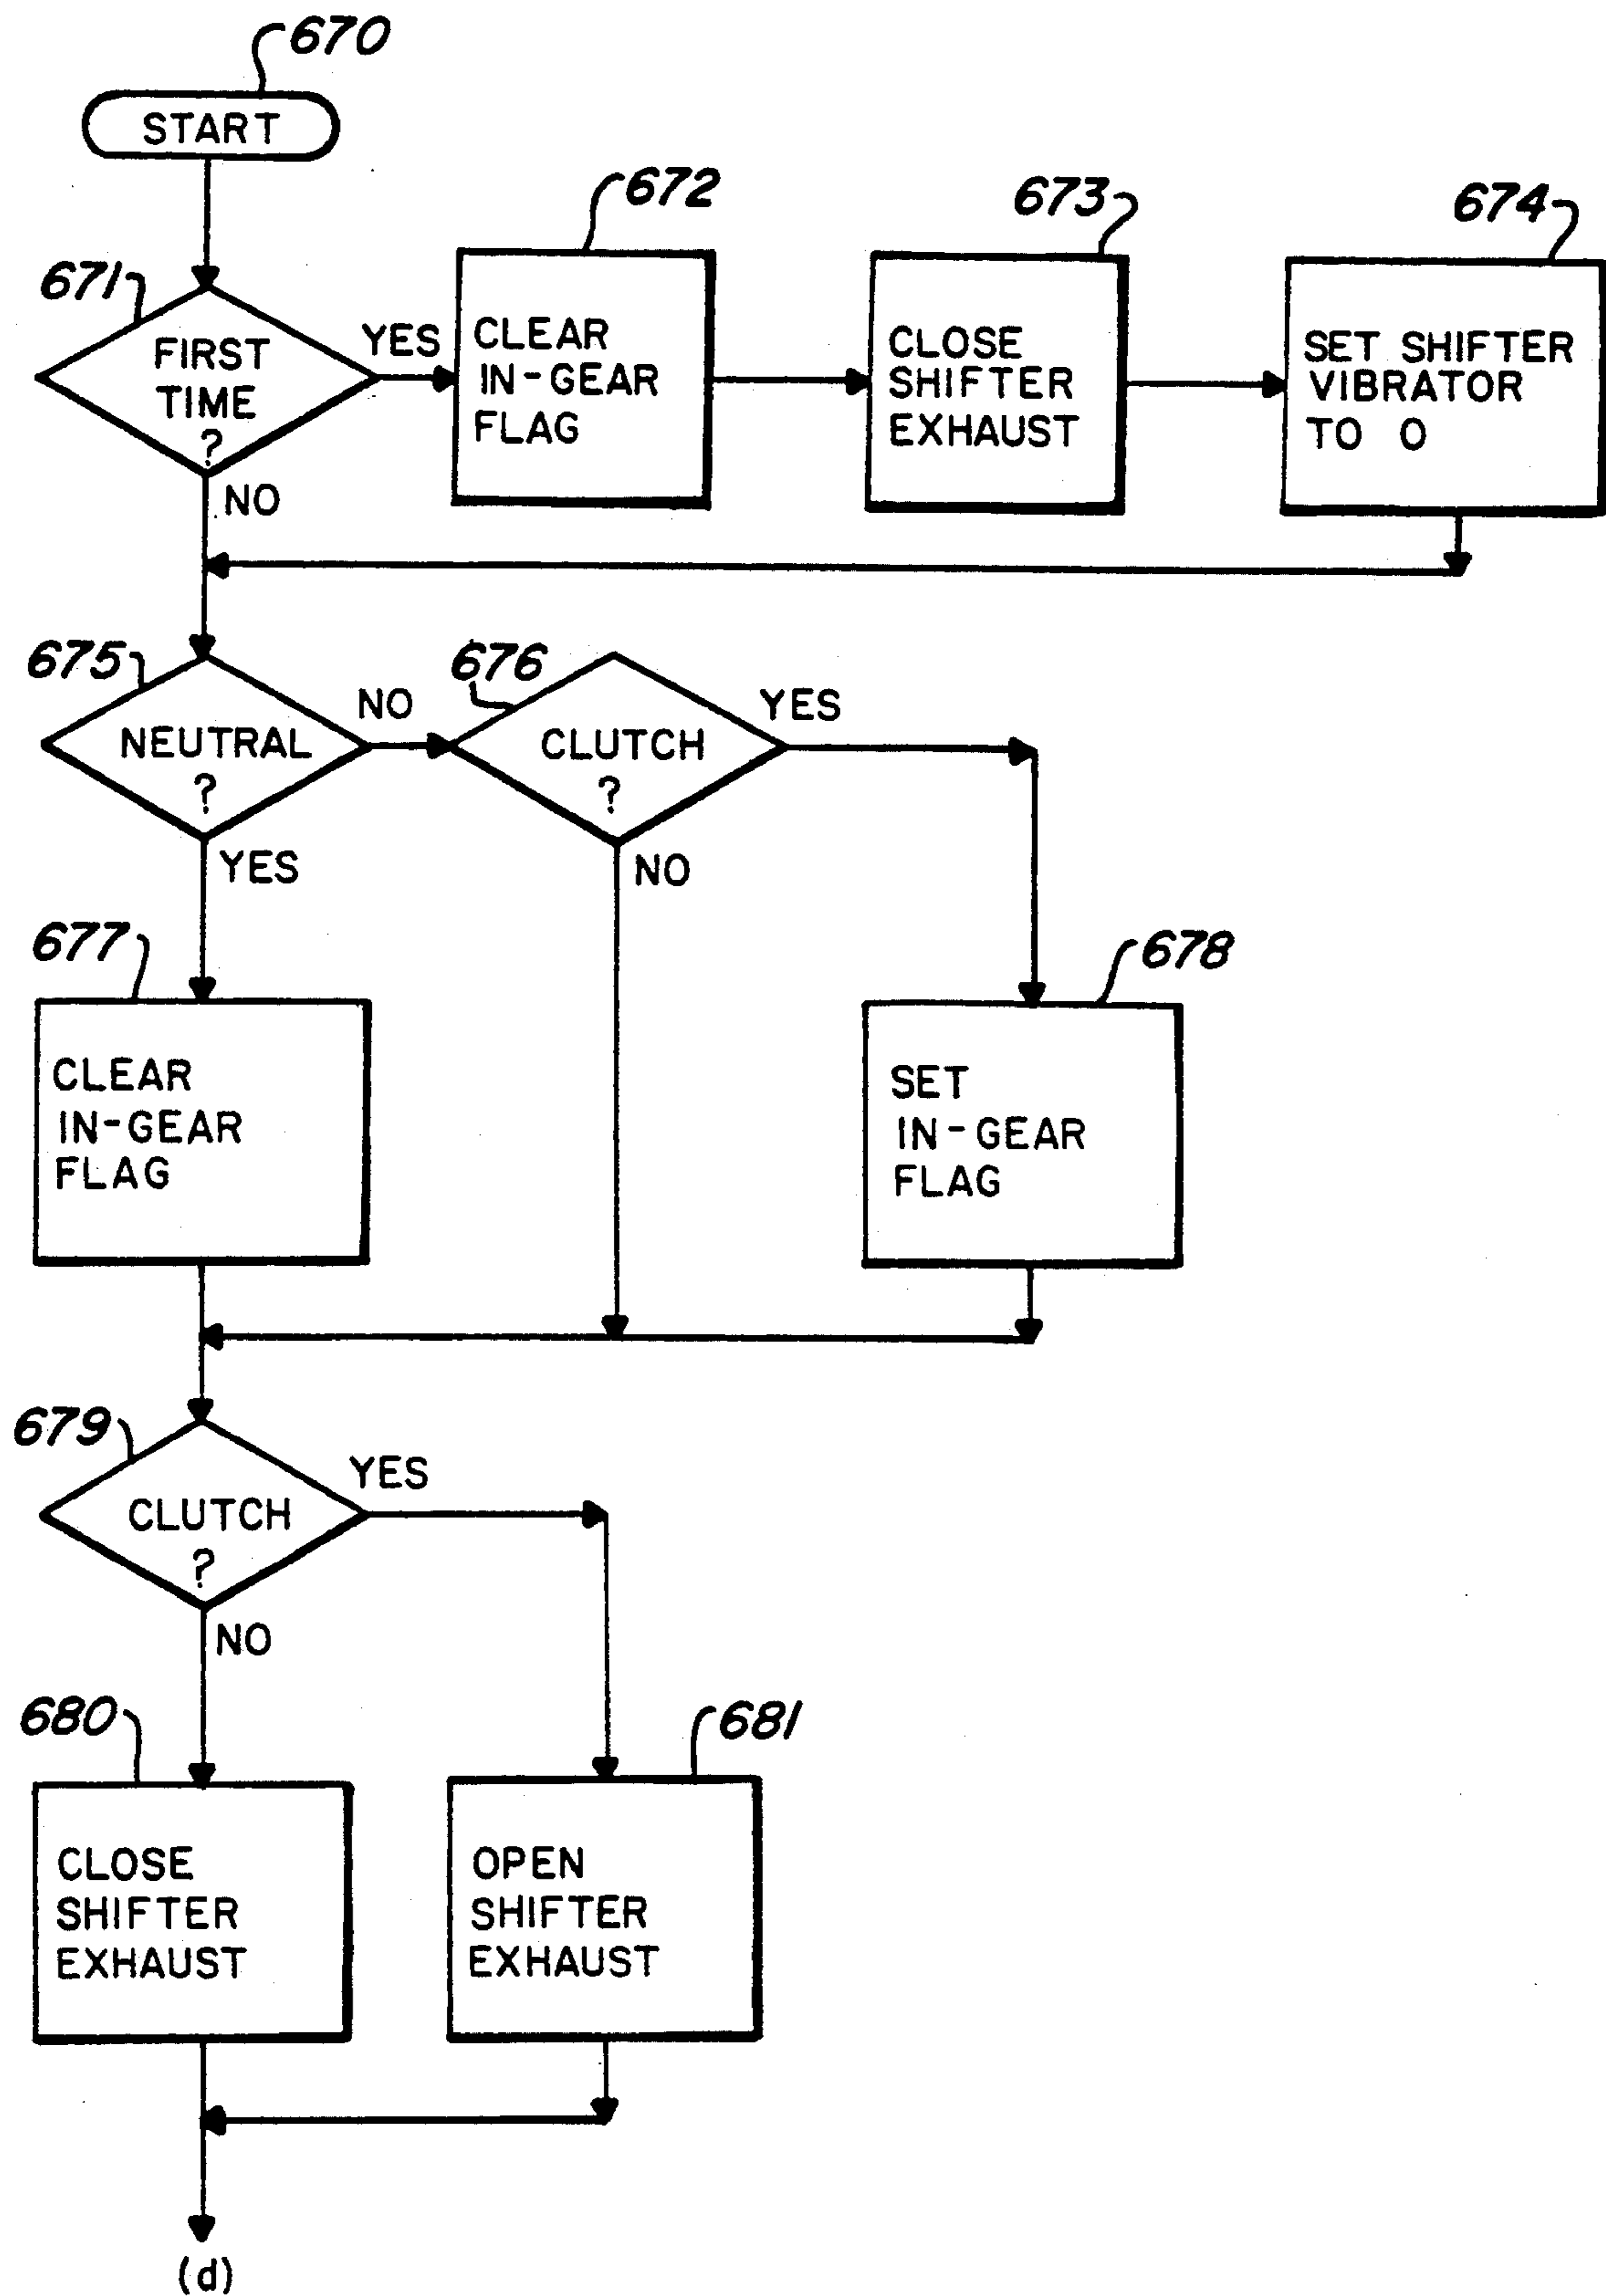 670
START
671
FIRST
TIME
?
YES
NO
672
CLEAR
IN-GEAR
FLAG
673
CLOSE
SHIFTER
EXHAUST
674
SET SHIFTER
VIBRATOR
TO 0
675
NEUTRAL
?
NO
YES
676
CLUTCH
?
YES
NO
677
CLEAR
IN-GEAR
FLAG
678
SET
IN-GEAR
FLAG
679
CLUTCH
?
YES
NO
680
CLOSE
SHIFTER
EXHAUST
681
OPEN
SHIFTER
EXHAUST
(d)